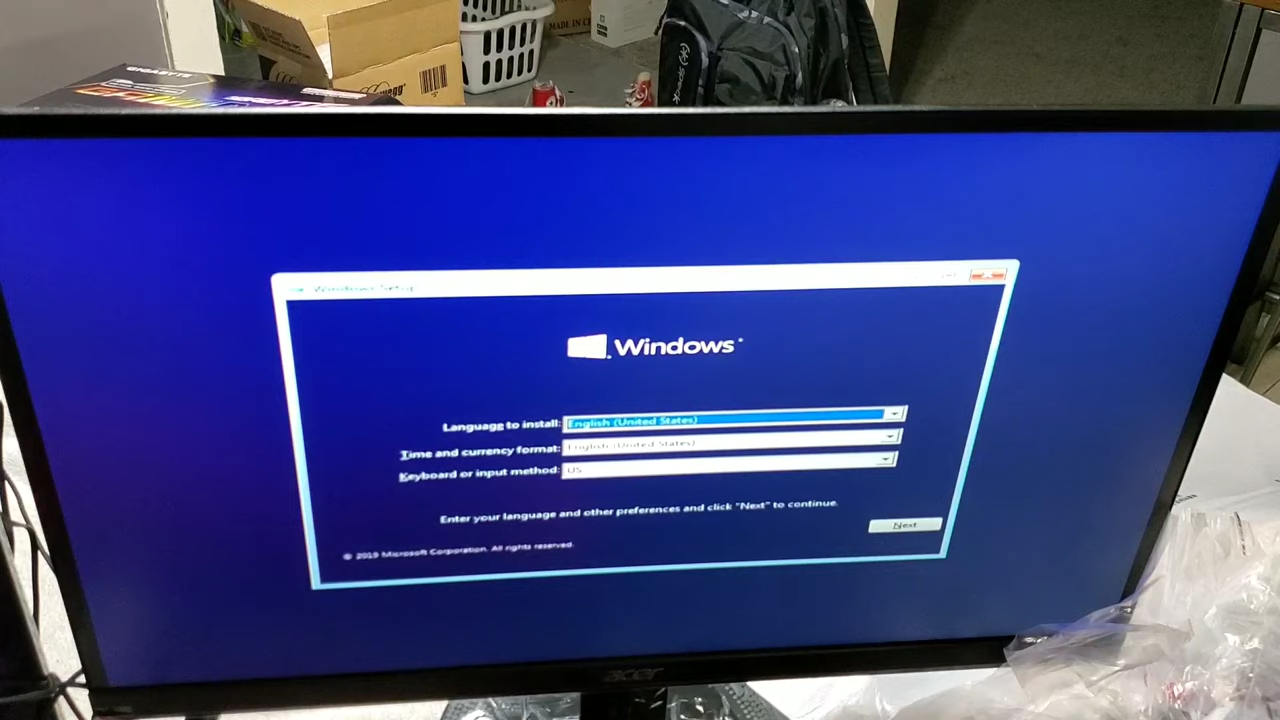 MADE IN C
Windows Setup
Windows
Language to install: English (United States)
Time and currency format: English (United States)
Keyboard or input method: US
Enter your language and other preferences and click "Next" to continue.
Next
© 2019 Microsoft Corporation. All rights reserved.
acer